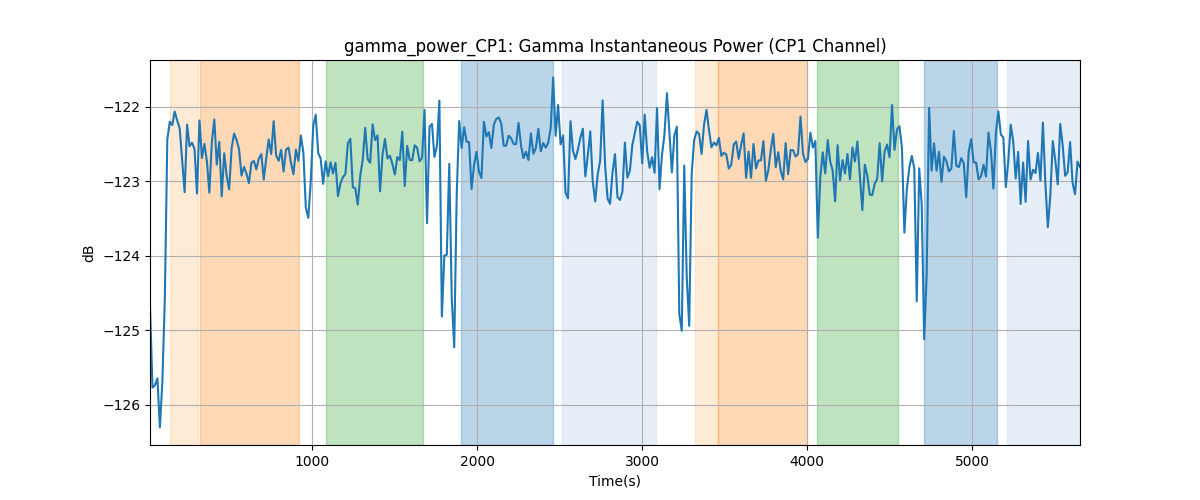 gamma_power_CP1: Gamma Instantaneous Power (CP1 Channel)
dB
−122
−123
−124
−125
−126
1000 2000 3000 4000 5000
Time(s)